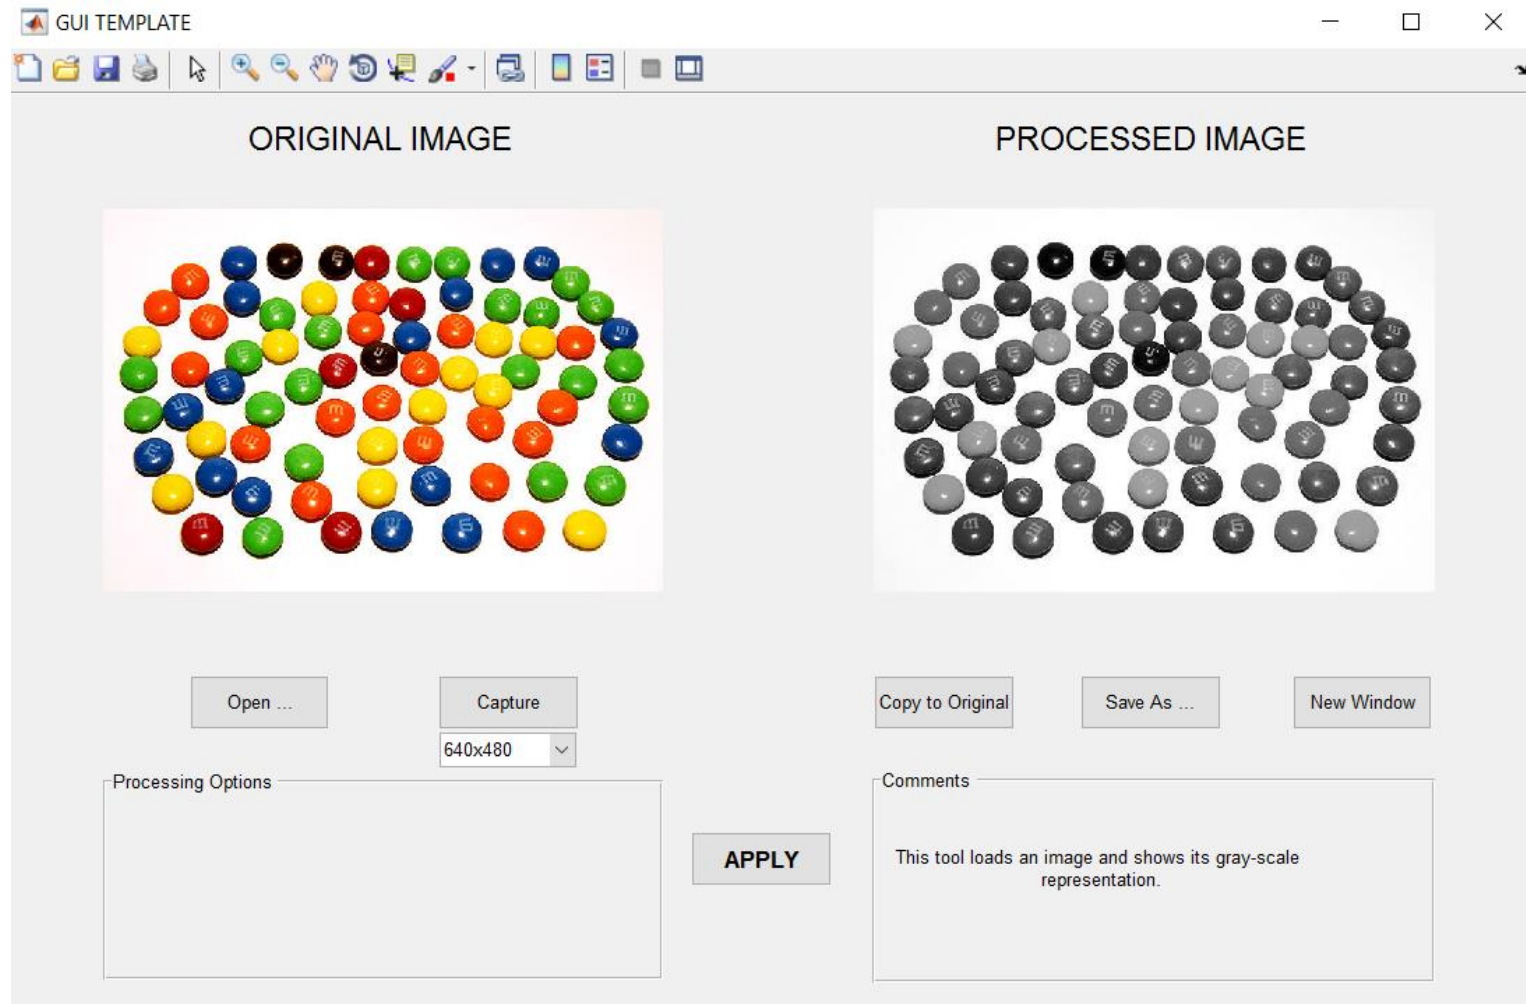 GUI TEMPLATE
ORIGINAL IMAGE
PROCESSED IMAGE
Open ...
Capture
Copy to Original
Save As ...
New Window
640x480
Processing Options
Comments
APPLY
This tool loads an image and shows its gray-scale
representation.